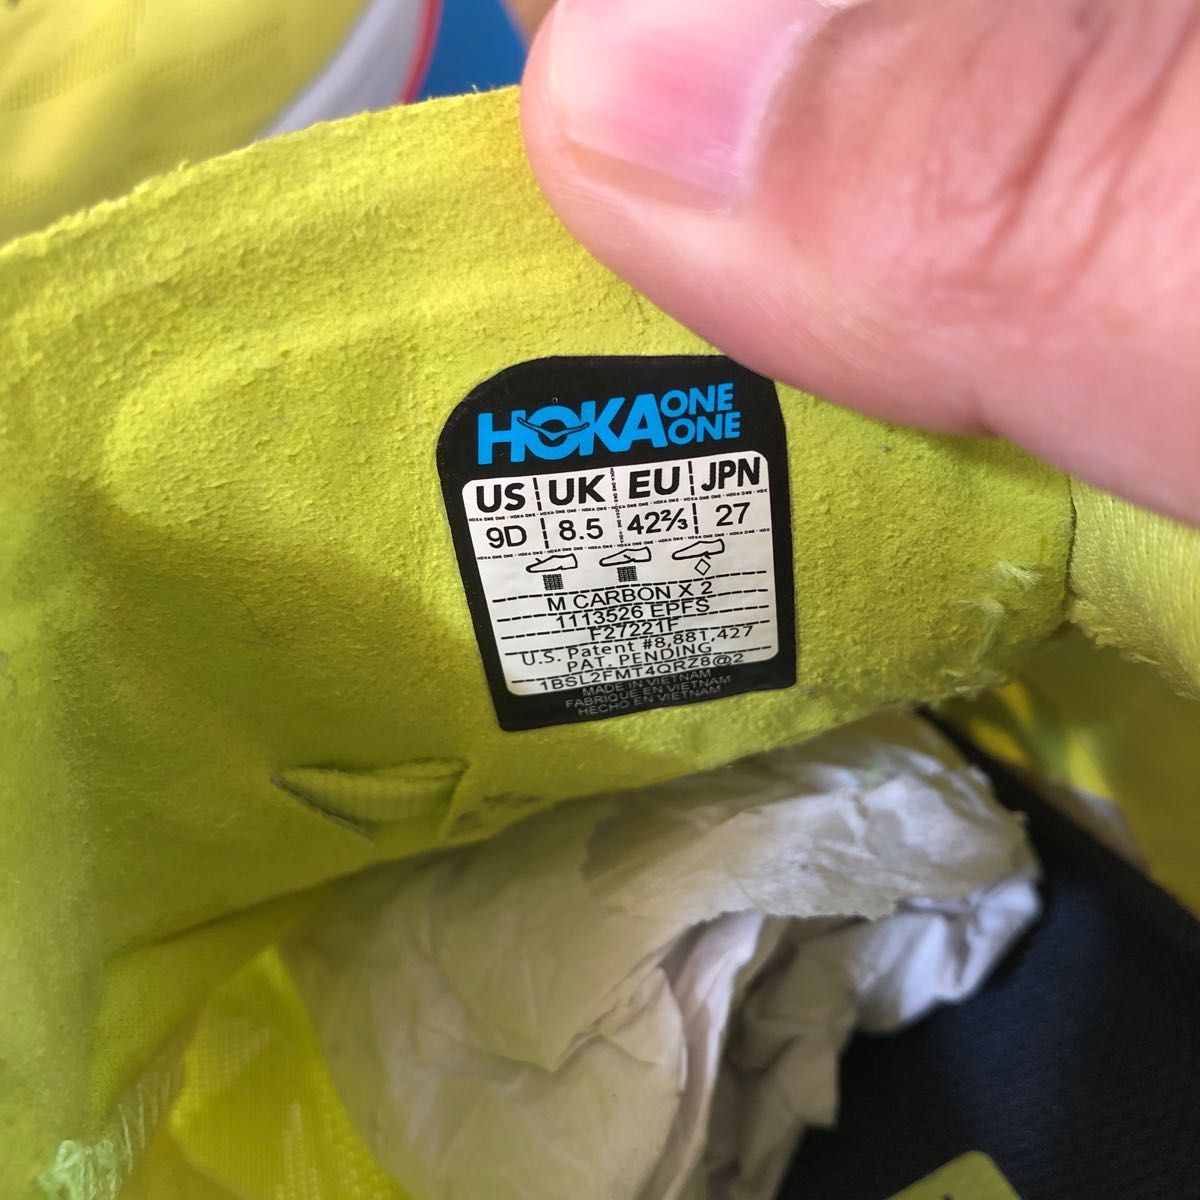 HOKA ONE ONE
US UK EU JPN
9D 8.5 42⅔ 27
M CARBON X 2
1113526 EPFS
F27221F
U.S. Patent #8,881,427
PAT. PENDING
1BSL2FMT4QRZ8@2
MADE IN VIETNAM
FABRIQUE EN VIETNAM
HECHO EN VIETNAM